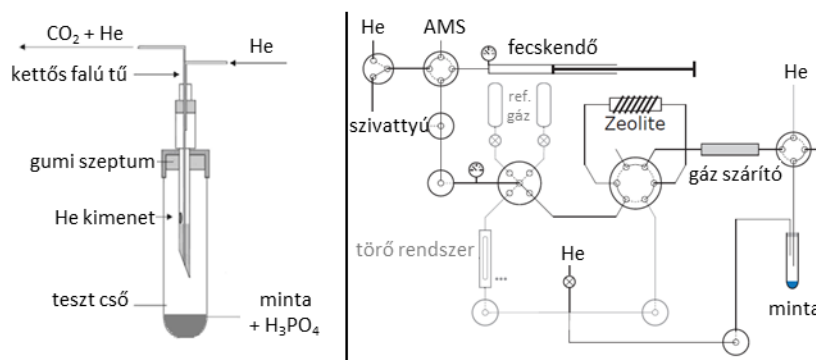 CO₂ + He
He
kettős falú tű
gumi szeptum
He kimenet
teszt cső
minta
+ H₃PO₄
He
AMS
fecskendő
szivattyú
ref.
gáz
Zeolite
He
gáz szárító
törő rendszer
...
He
minta